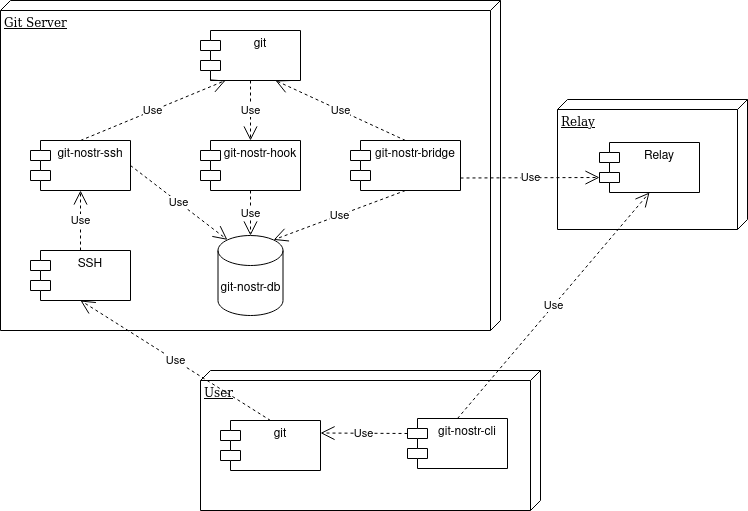 Git Server
git
Use
Use
Use
Relay
git-nostr-ssh
git-nostr-hook
git-nostr-bridge
Relay
Use
Use
Use
Use
Use
SSH
git-nostr-db
Use
Use
User
git
Use
git-nostr-cli